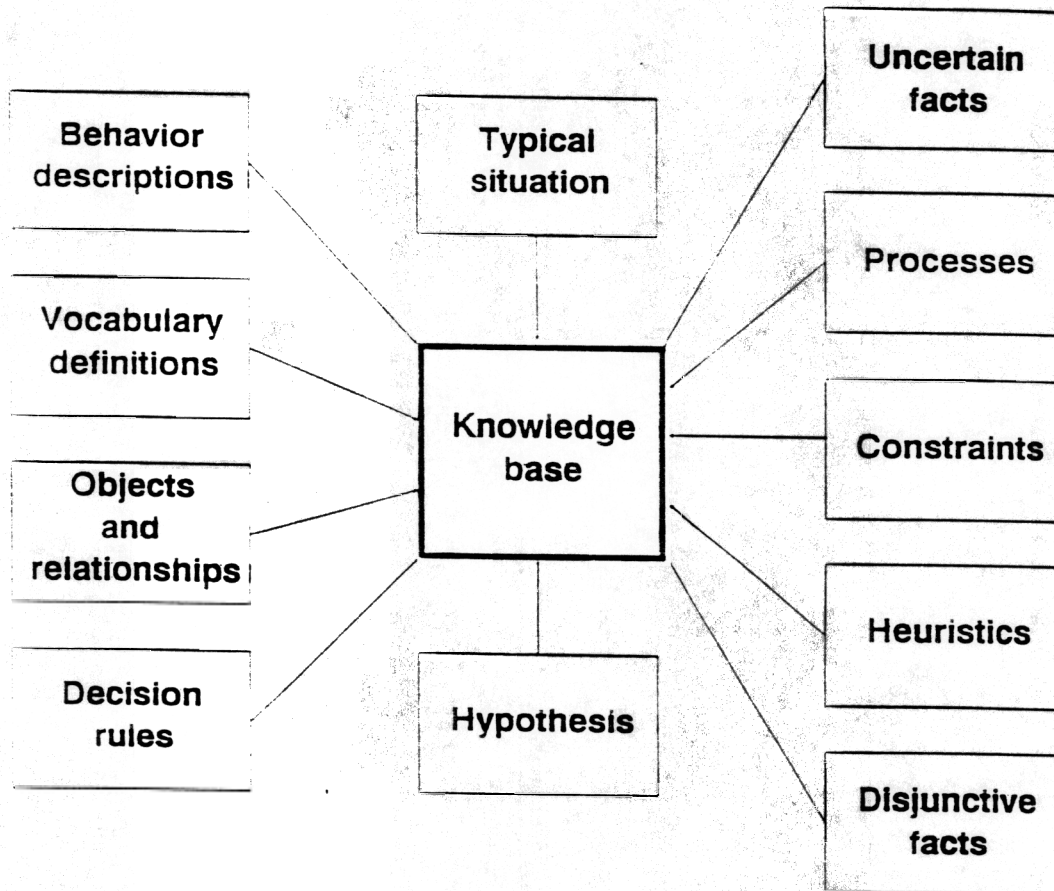 Behavior
descriptions
Vocabulary
definitions
Objects
and
relationships
Decision
rules
Typical
situation
Knowledge
base
Hypothesis
Uncertain
facts
Processes
Constraints
Heuristics
Disjunctive
facts